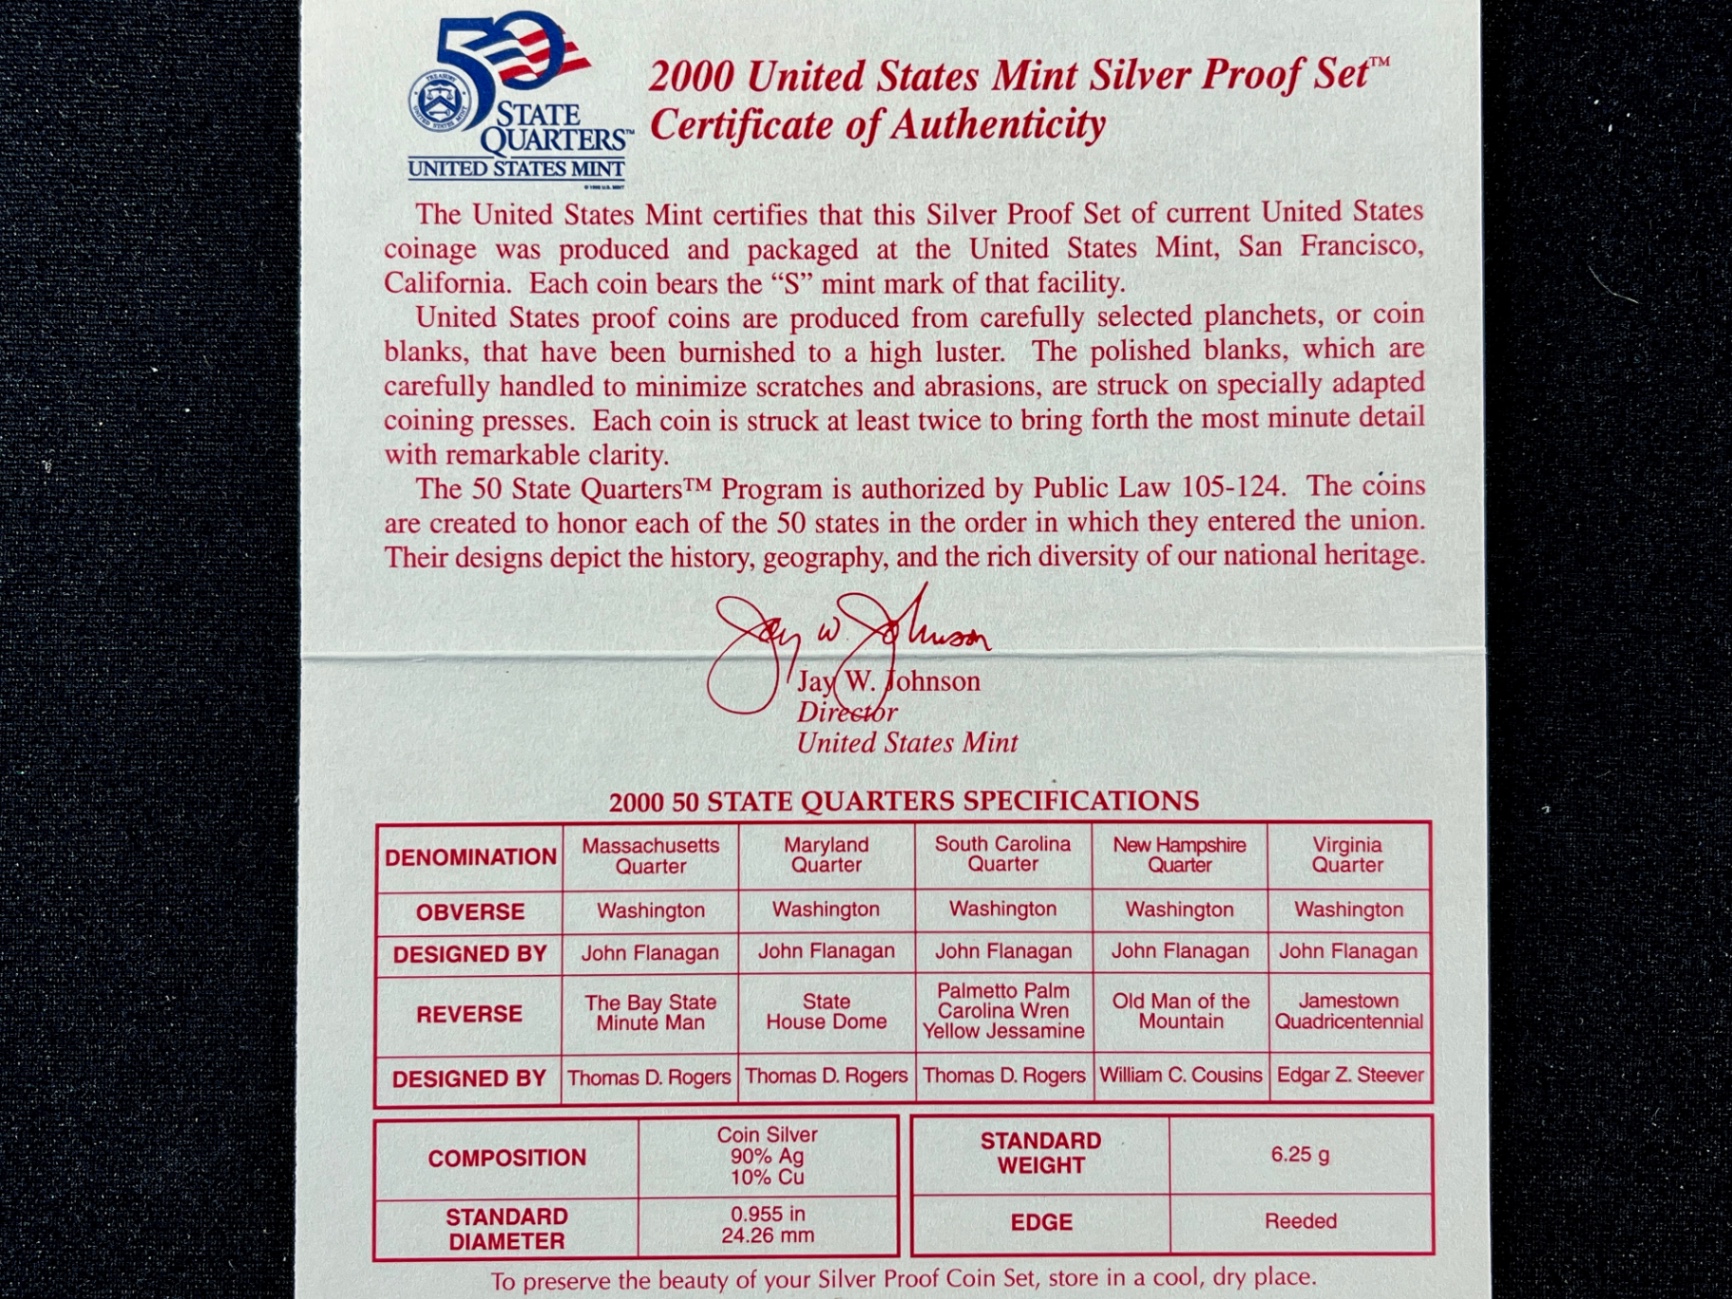 50
STATE
QUARTERS™
UNITED STATES MINT
2000 United States Mint Silver Proof Set™
Certificate of Authenticity
The United States Mint certifies that this Silver Proof Set of current United States
coinage was produced and packaged at the United States Mint, San Francisco,
California. Each coin bears the “S” mint mark of that facility.
United States proof coins are produced from carefully selected planchets, or coin
blanks, that have been burnished to a high luster. The polished blanks, which are
carefully handled to minimize scratches and abrasions, are struck on specially adapted
coining presses. Each coin is struck at least twice to bring forth the most minute detail
with remarkable clarity.
The 50 State Quarters™ Program is authorized by Public Law 105-124. The coins
are created to honor each of the 50 states in the order in which they entered the union.
Their designs depict the history, geography, and the rich diversity of our national heritage.
Jay W. Johnson
Jay W. Johnson
Director
United States Mint
2000 50 STATE QUARTERS SPECIFICATIONS
DENOMINATION Massachusetts Quarter Maryland Quarter South Carolina Quarter New Hampshire Quarter Virginia Quarter
OBVERSE Washington Washington Washington Washington Washington
DESIGNED BY John Flanagan John Flanagan John Flanagan John Flanagan John Flanagan
REVERSE The Bay State Minute Man State House Dome Palmetto Palm Carolina Wren Yellow Jessamine Old Man of the Mountain Jamestown Quadricentennial
DESIGNED BY Thomas D. Rogers Thomas D. Rogers Thomas D. Rogers William C. Cousins Edgar Z. Steever
COMPOSITION Coin Silver 90% Ag 10% Cu
STANDARD DIAMETER 0.955 in 24.26 mm
STANDARD WEIGHT 6.25 g
EDGE Reeded
To preserve the beauty of your Silver Proof Coin Set, store in a cool, dry place.